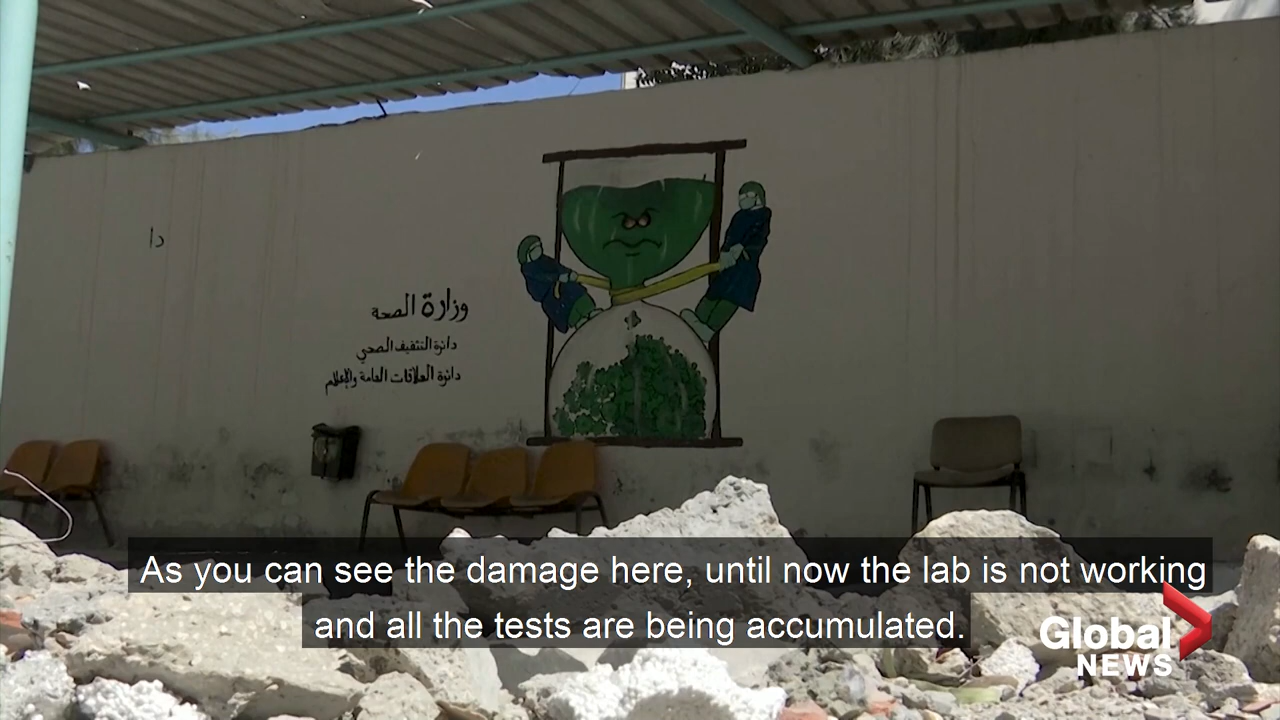 دا
وزارة الصحة
دائرة التثقيف الصحي
دائرة العلاقات العامة والإعلام
As you can see the damage here, until now the lab is not working
and all the tests are being accumulated.
Global
NEWS